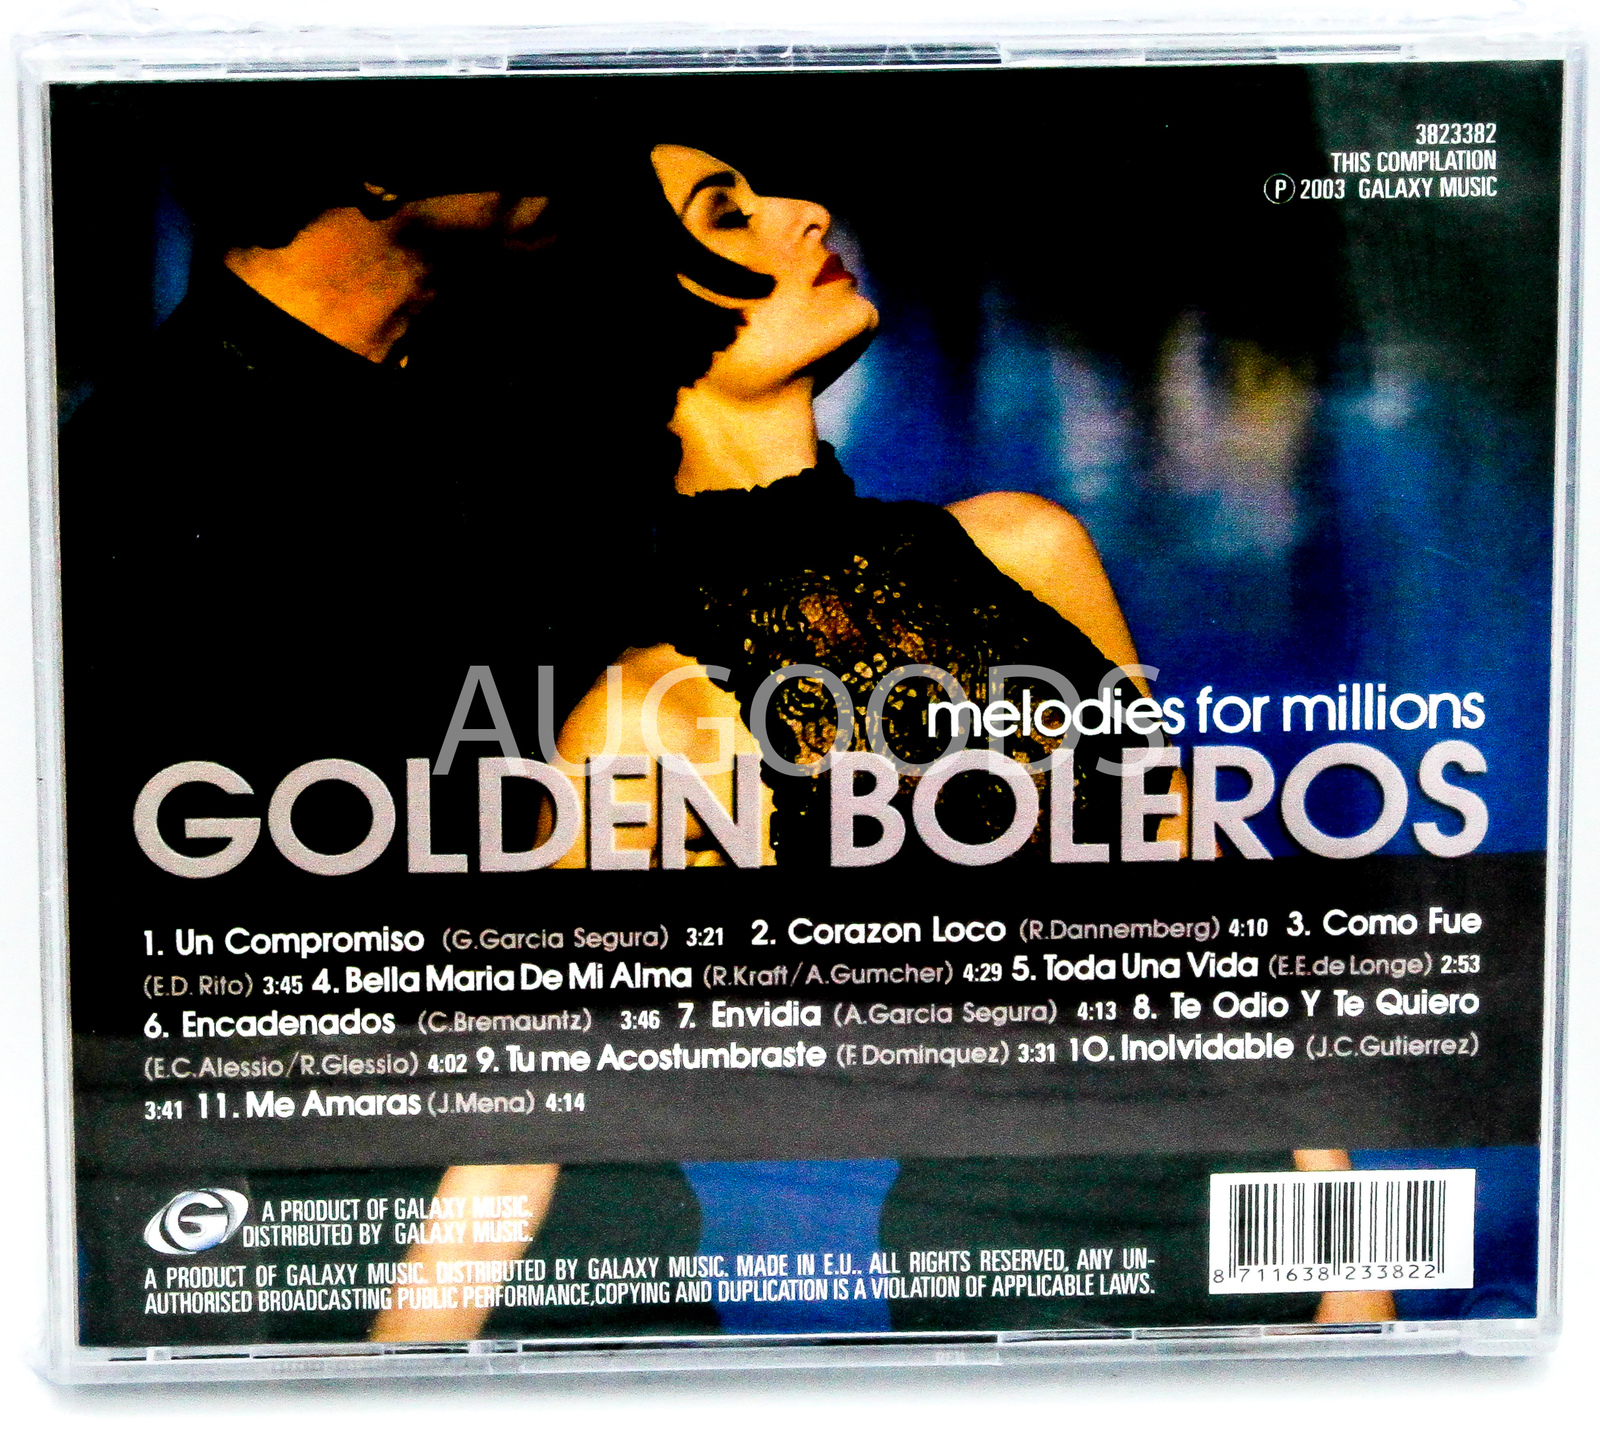 3823382
THIS COMPILATION
Ⓟ 2003 GALAXY MUSIC
AUGOODS
melodies for millions
GOLDEN BOLEROS
1. Un Compromiso (G.Garcia Segura) 3:21 2. Corazon Loco (R.Dannemberg) 4:10 3. Como Fue
(E.D. Rito) 3:45 4. Bella Maria De Mi Alma (R.Kraft/A.Gumcher) 4:29 5. Toda Una Vida (E.E.de Longe) 2:53
6. Encadenados (C.Bremauntz) 3:46 7. Envidia (A.Garcia Segura) 4:13 8. Te Odio Y Te Quiero
(E.C.Alessio/R.Glessio) 4:02 9. Tu me Acostumbraste (F.Dominquez) 3:31 10. Inolvidable (J.C.Gutierrez)
3:41 11. Me Amaras (J.Mena) 4:14
G A PRODUCT OF GALAXY MUSIC.
DISTRIBUTED BY GALAXY MUSIC.
A PRODUCT OF GALAXY MUSIC. DISTRIBUTED BY GALAXY MUSIC. MADE IN E.U.. ALL RIGHTS RESERVED, ANY UN-
AUTHORISED BROADCASTING PUBLIC PERFORMANCE,COPYING AND DUPLICATION IS A VIOLATION OF APPLICABLE LAWS.
8 711638 233822